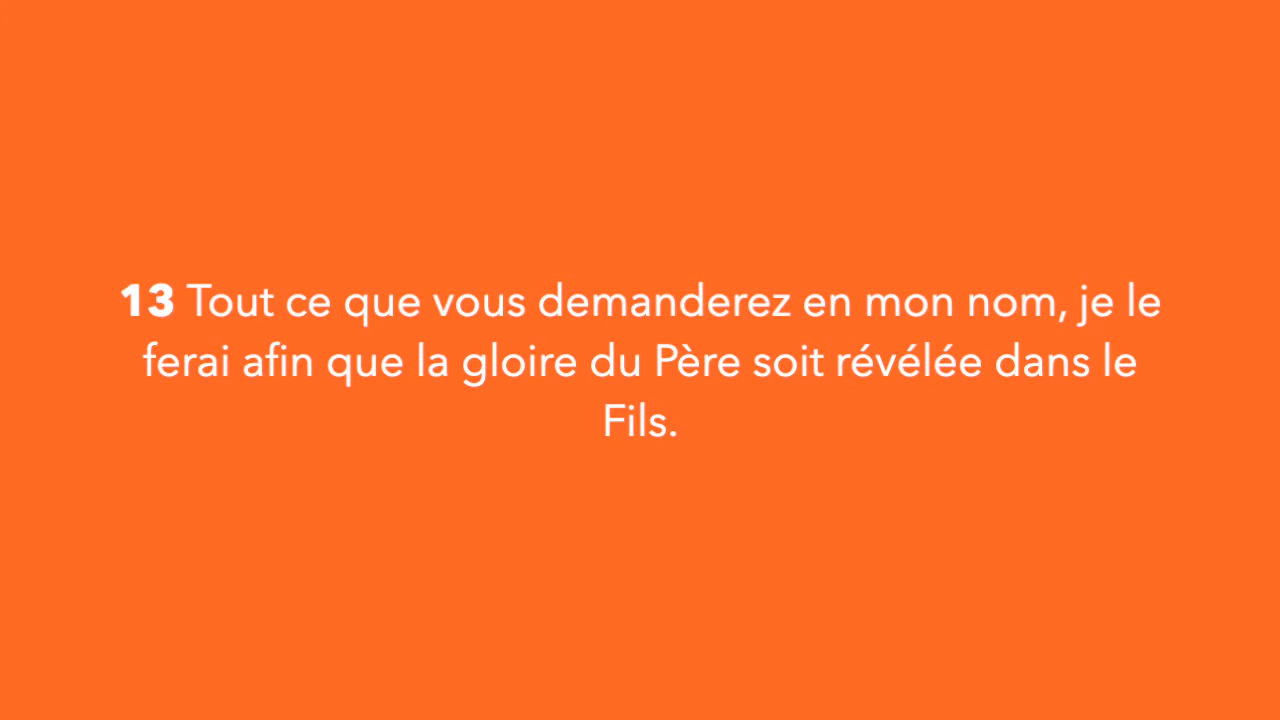 13 Tout ce que vous demanderez en mon nom, je le
ferai afin que la gloire du Père soit révélée dans le
Fils.